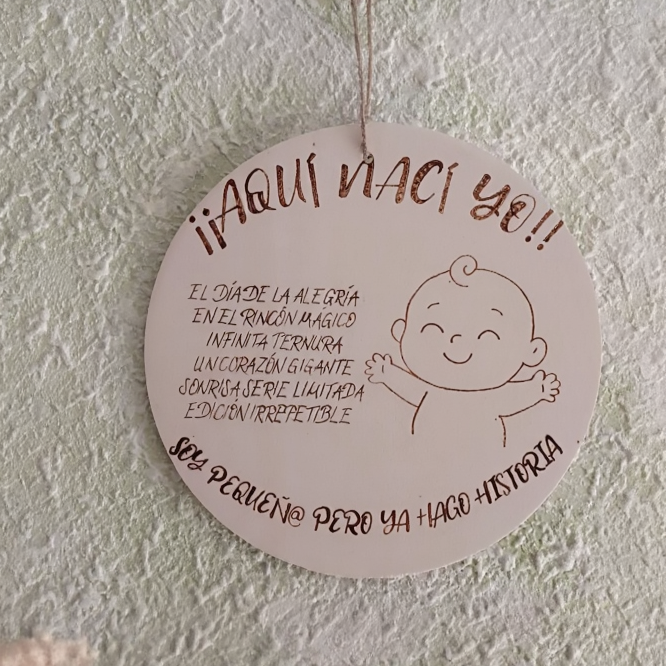 ¡¡AQUÍ NACÍ YO!!
EL DÍA DE LA ALEGRÍA
EN EL RINCÓN MÁGICO
INFINITA TERNURA
UN CORAZÓN GIGANTE
SONRISA SERIE LIMITADA
EDICIÓN IRREPETIBLE
SOY PEQUEÑ@ PERO YA HAGO HISTORIA